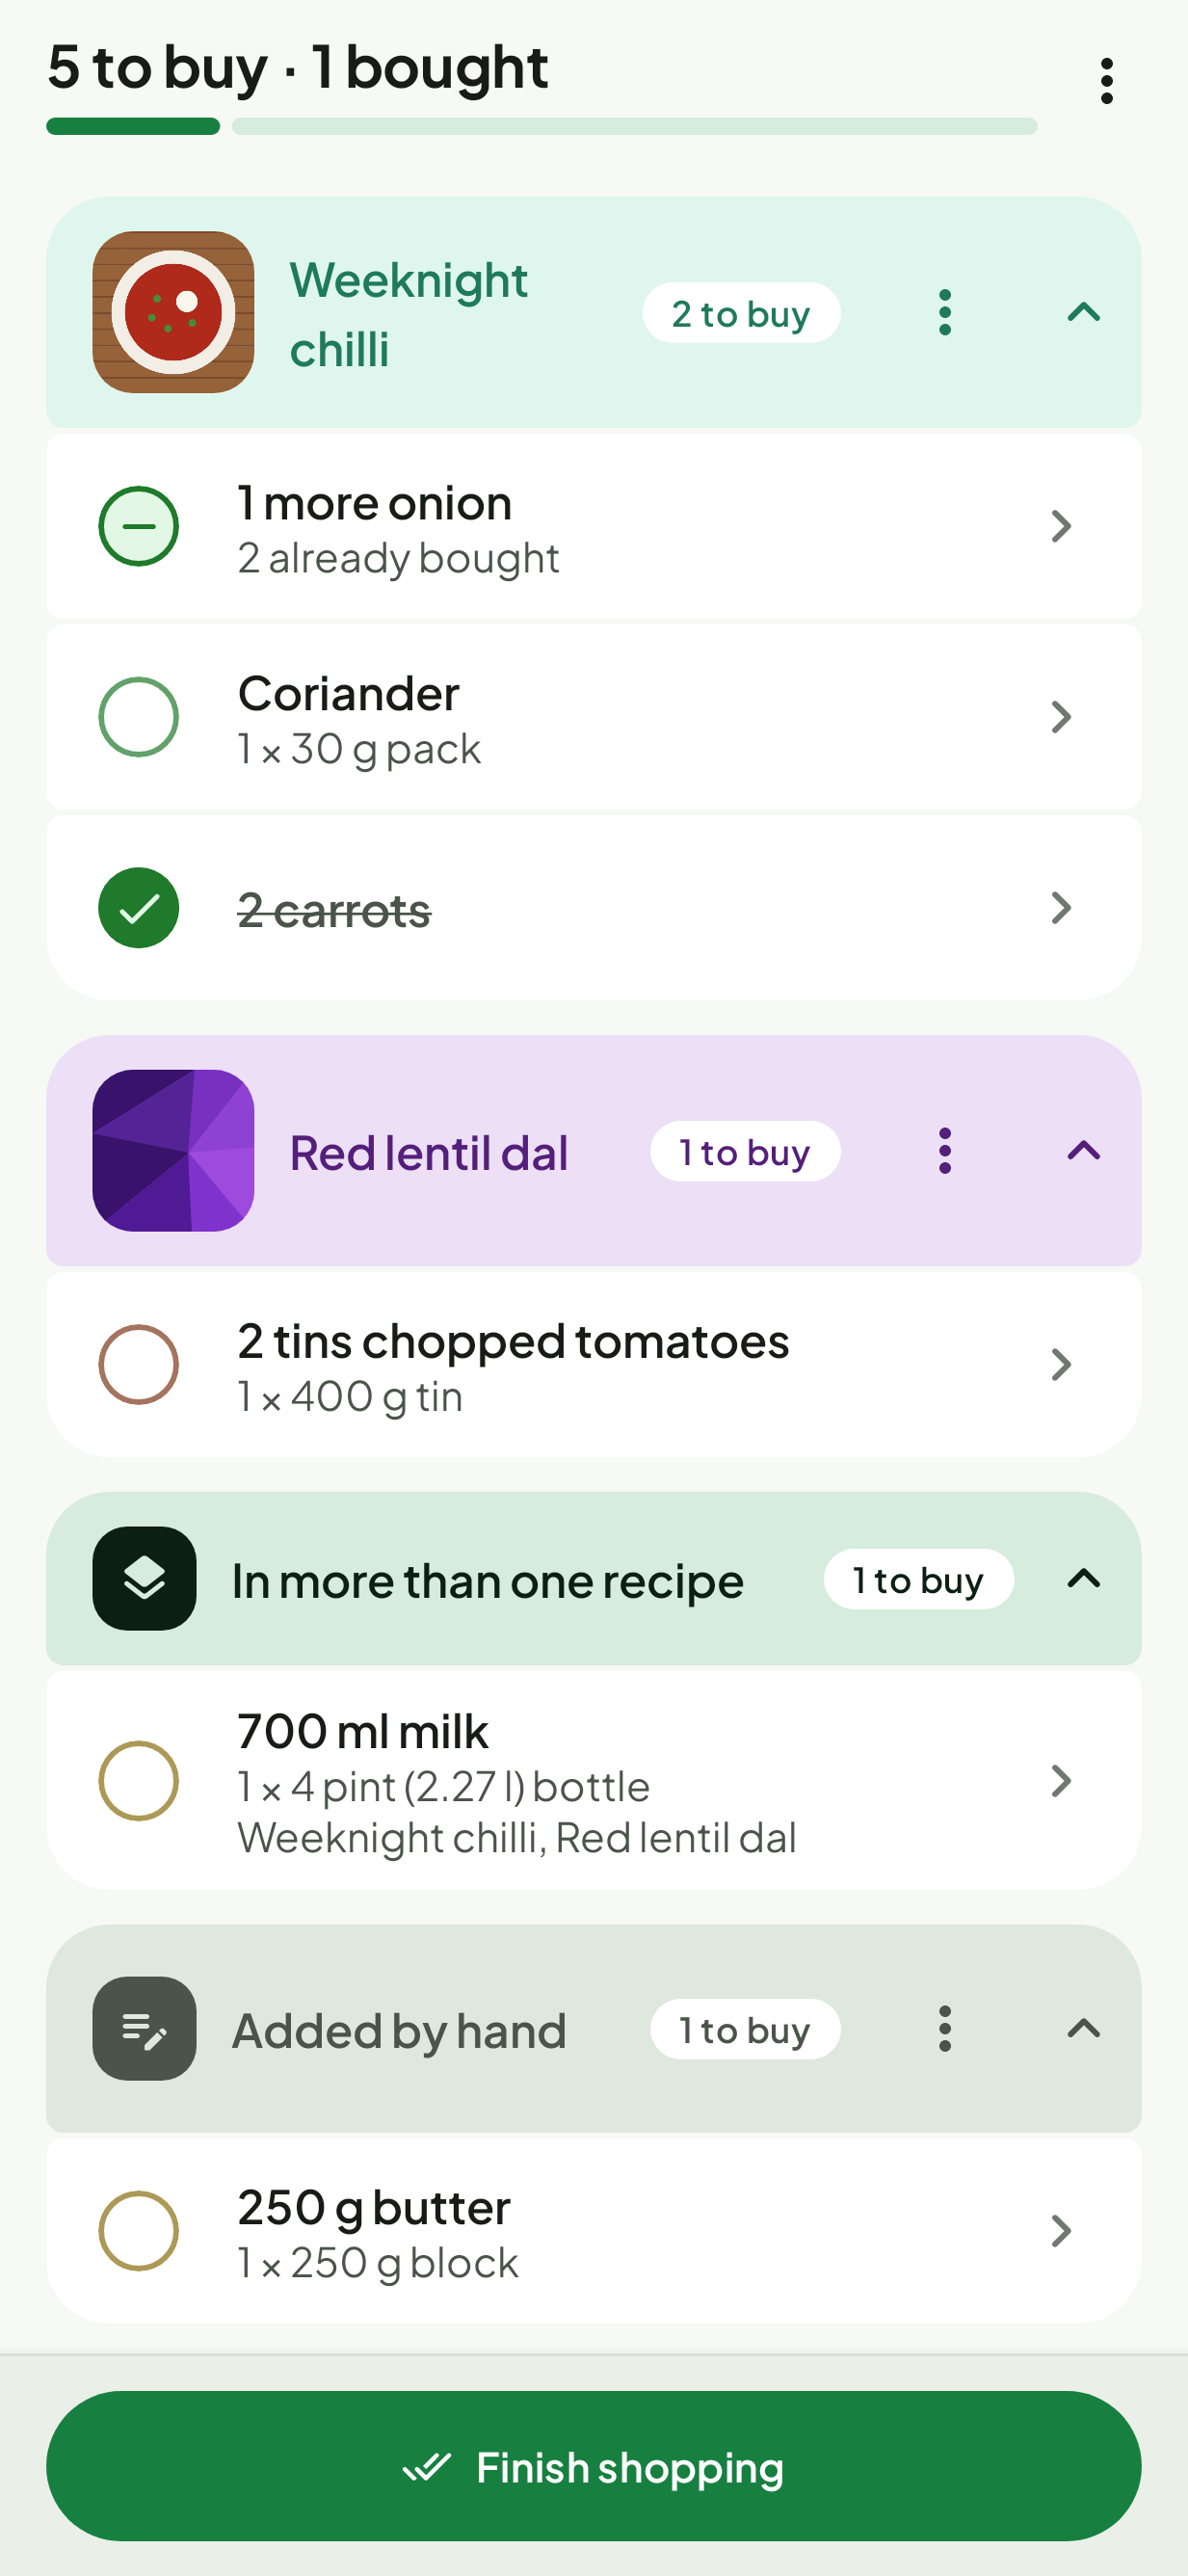 5 to buy · 1 bought
Weeknight
chilli
2 to buy
1 more onion
2 already bought
Coriander
1 × 30 g pack
2 carrots
Red lentil dal
1 to buy
2 tins chopped tomatoes
1 × 400 g tin
In more than one recipe
1 to buy
700 ml milk
1 × 4 pint (2.27 l) bottle
Weeknight chilli, Red lentil dal
Added by hand
1 to buy
250 g butter
1 × 250 g block
Finish shopping